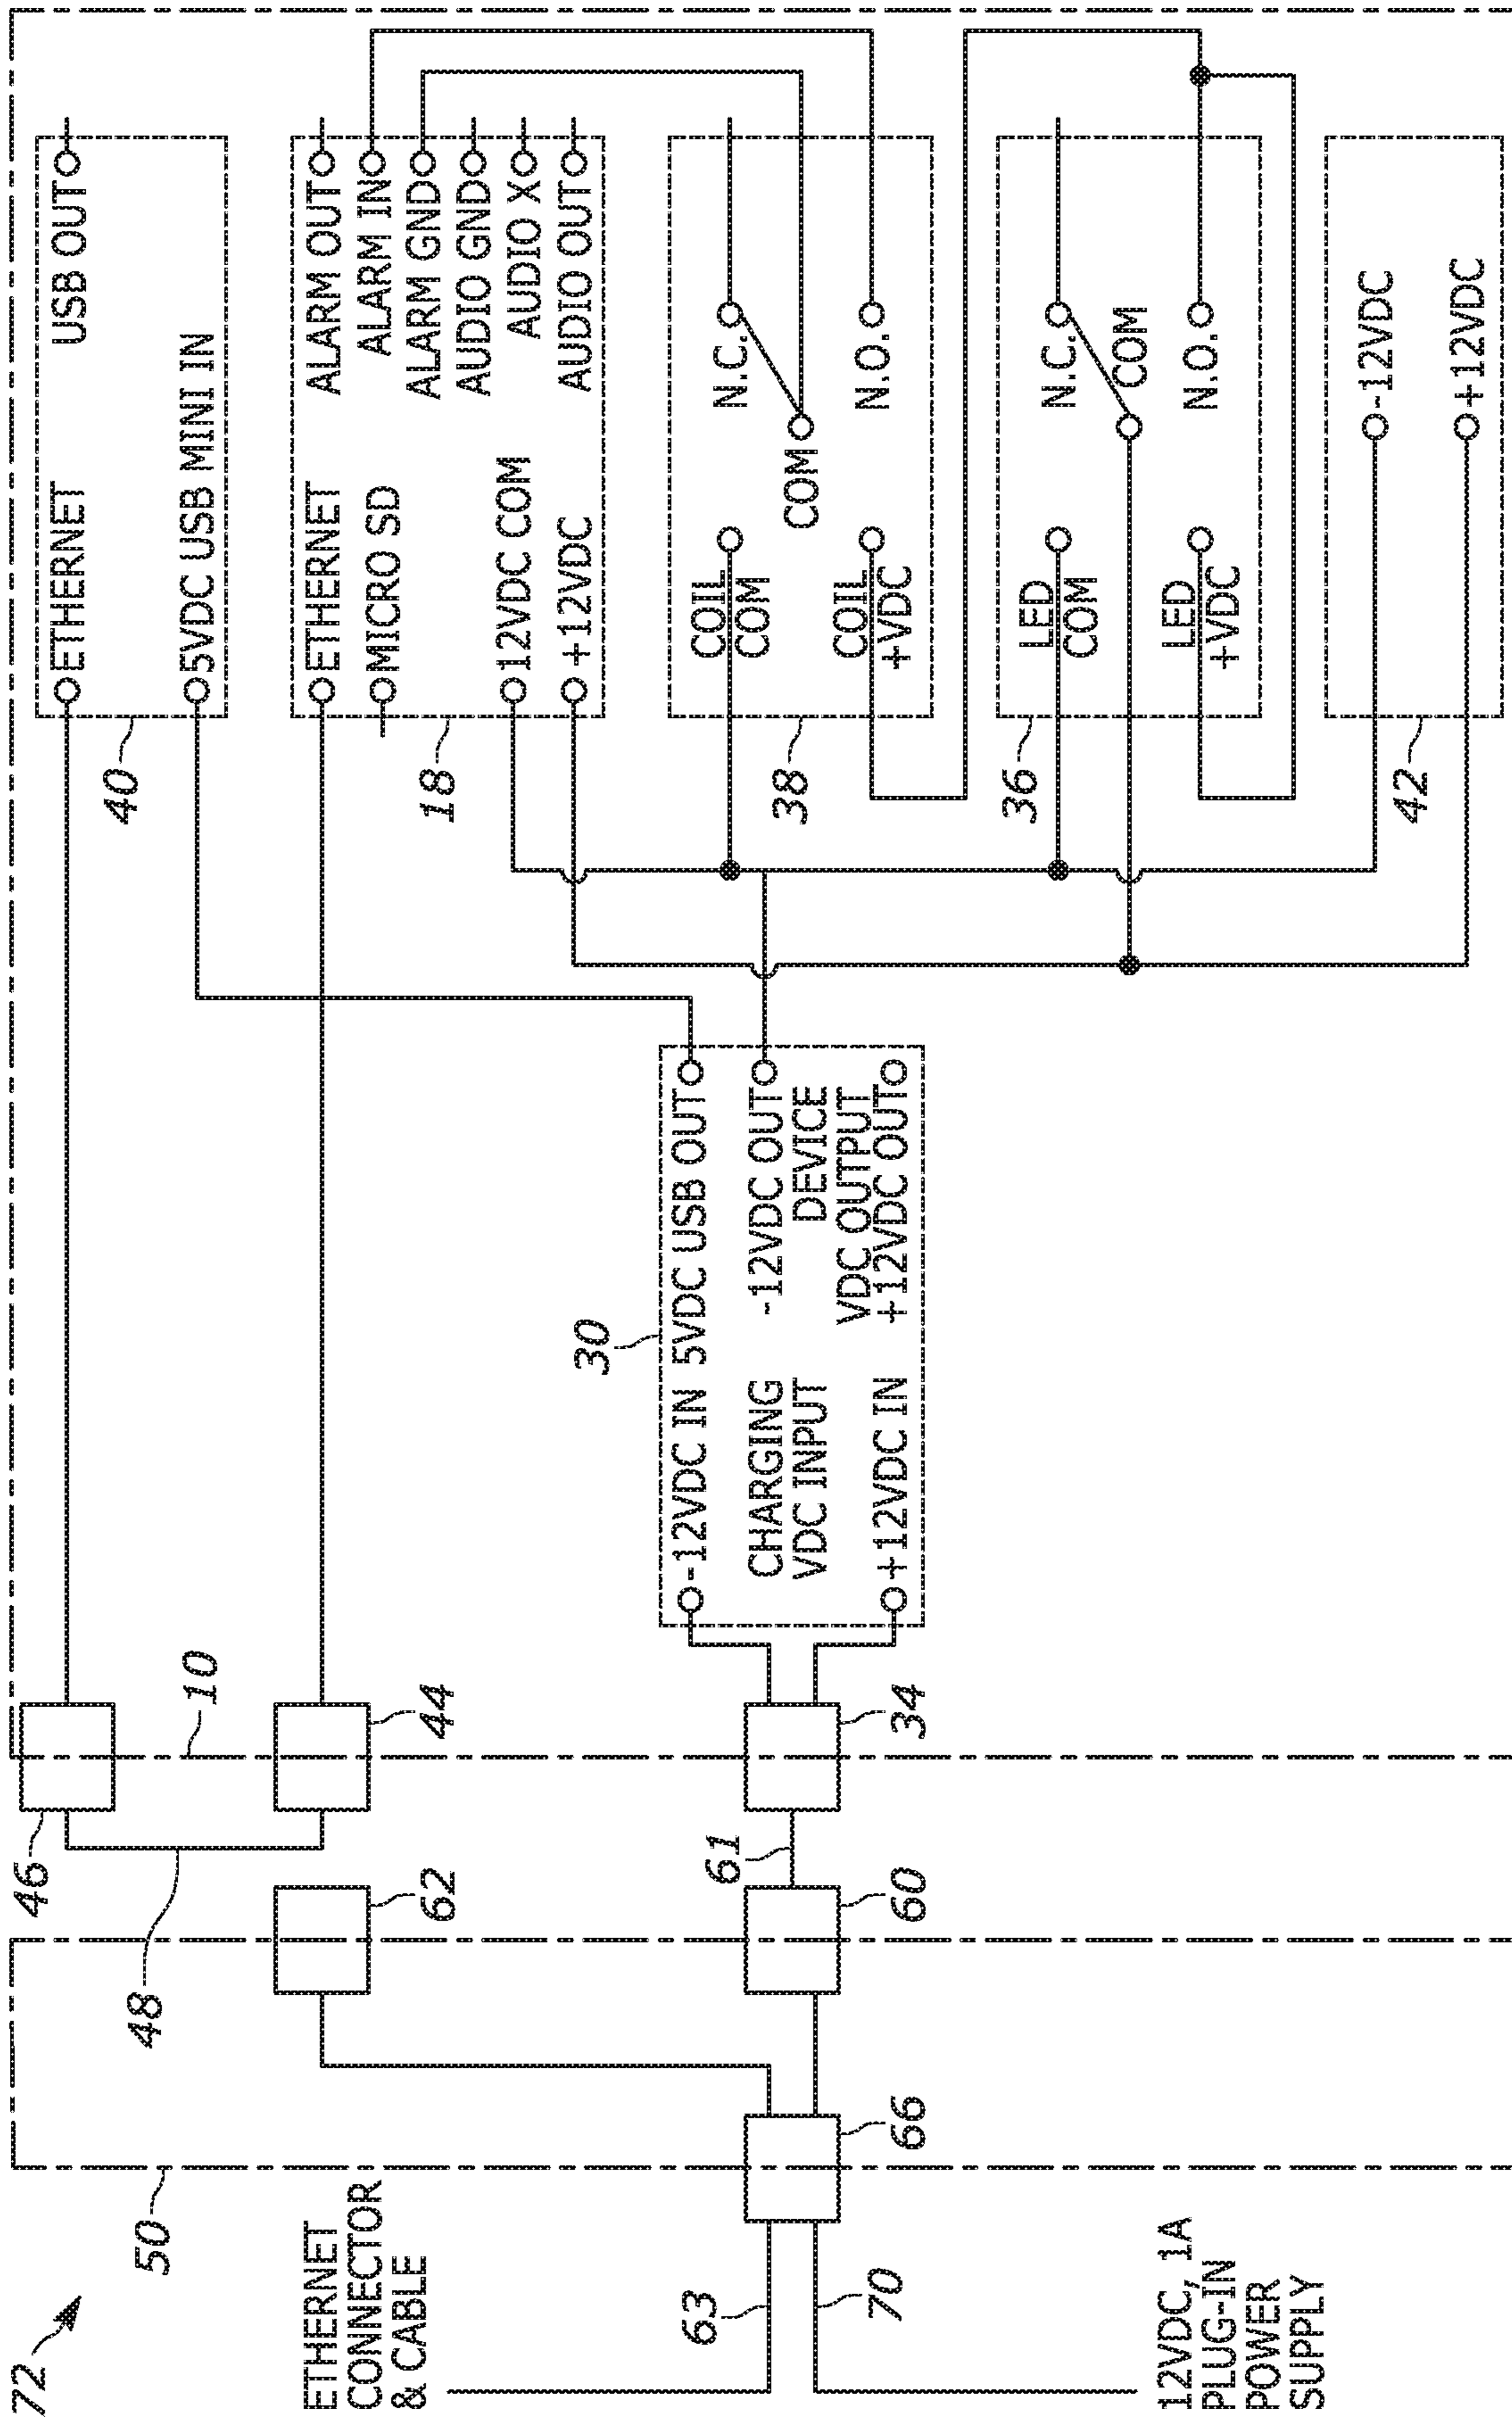 72
50
48
46
10
40
ETHERNET
USB OUT
5VDC USB MINI IN
ETHERNET
CONNECTOR
& CABLE
62
44
18
ETHERNET
MICRO SD
12VDC COM
+12VDC
ALARM OUT
ALARM IN
ALARM GND
AUDIO GND
AUDIO X
AUDIO OUT
63
70
66
61
60
34
30
-12VDC IN
5VDC USB OUT
CHARGING
VDC INPUT
-12VDC OUT
DEVICE
VDC OUTPUT
+12VDC IN
+12VDC OUT
38
COIL
COM
N.C.
COM
COIL
+VDC
N.O.
36
LED
COM
N.C.
COM
LED
+VDC
N.O.
12VDC, 1A
PLUG-IN
POWER
SUPPLY
42
-12VDC
+12VDC